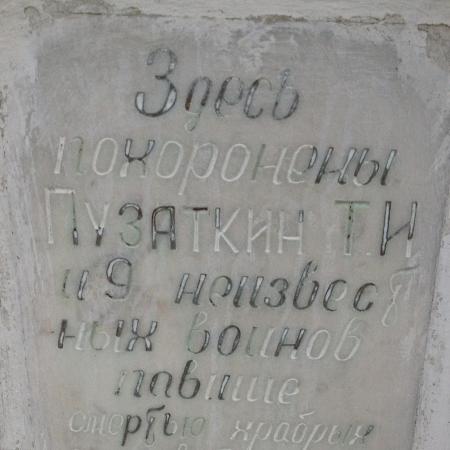 Здесь
похоронены
ПУЗАТКИН Т.И
и 9 неизвест
ных воинов
павшие
смертью храбрых